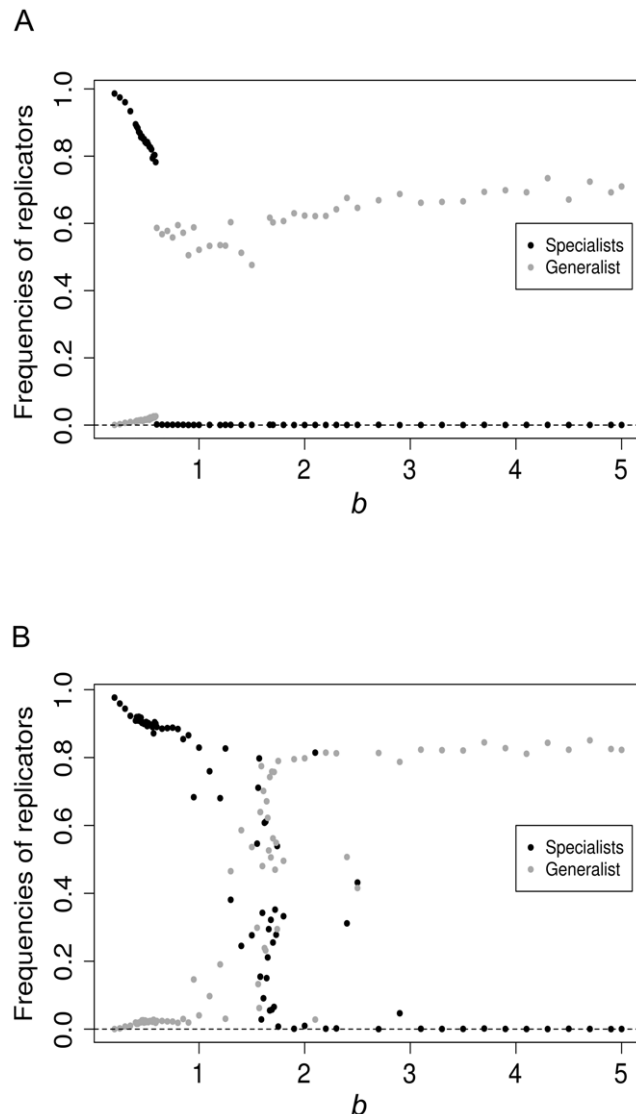 A
Frequencies of replicators
0.0 0.2 0.4 0.6 0.8 1.0
Specialists
Generalist
1 2 3 4 5
b
B
Frequencies of replicators
0.0 0.2 0.4 0.6 0.8 1.0
Specialists
Generalist
1 2 3 4 5
b